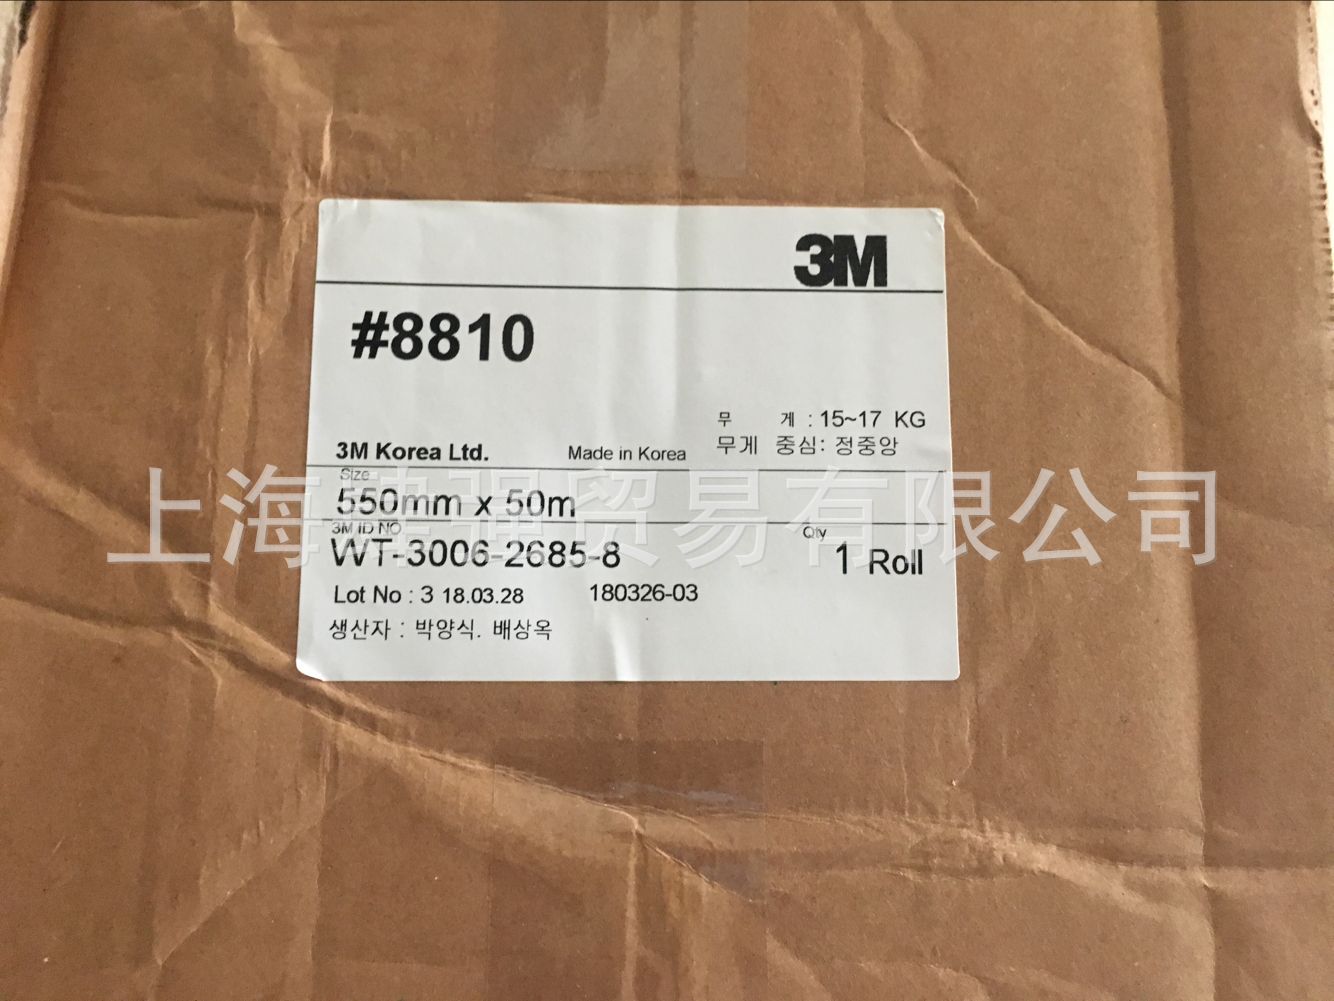 3M
#8810
무 게 : 15~17 KG
3M Korea Ltd. Made in Korea 무게 중심: 정중앙
Size
550mm x 50m
3M ID NO Qty
WT-3006-2685-8 1 Roll
上海 贸易有限公司
Lot No : 3 18.03.28 180326-03
생산자 : 박양식. 배상옥